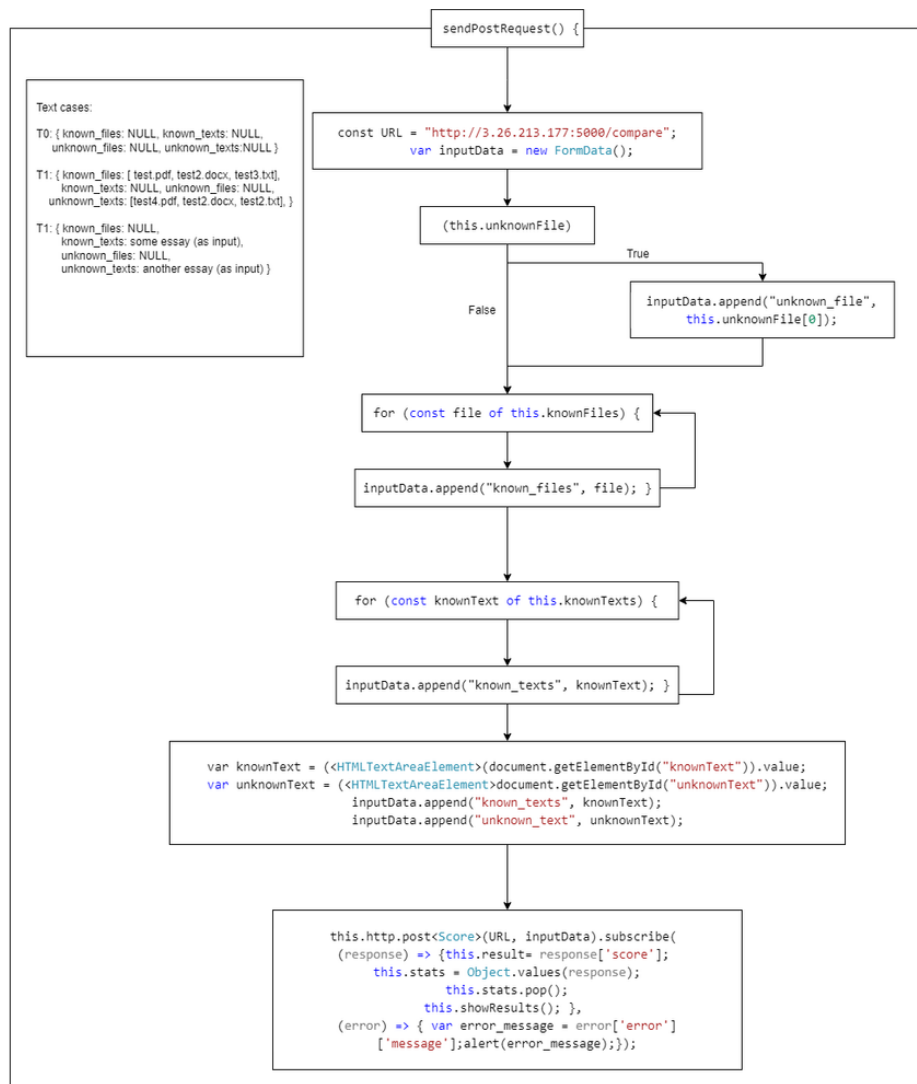 sendPostRequest() {
Text cases:
T0: { known_files: NULL, known_texts: NULL,
unknown_files: NULL, unknown_texts:NULL }
T1: { known_files: [ test.pdf, test2.docx, test3.txt],
known_texts: NULL, unknown_files: NULL,
unknown_texts: [test4.pdf, test2.docx, test2.txt], }
T1: { known_files: NULL,
known_texts: some essay (as input),
unknown_files: NULL,
unknown_texts: another essay (as input) }
const URL = "http://3.26.213.177:5000/compare";
var inputData = new FormData();
(this.unknownFile)
True
False
inputData.append("unknown_file",
this.unknownFile[0]);
for (const file of this.knownFiles) {
inputData.append("known_files", file); }
for (const knownText of this.knownTexts) {
inputData.append("known_texts", knownText); }
var knownText = (<HTMLTextAreaElement>(document.getElementById("knownText")).value;
var unknownText = (<HTMLTextAreaElement>document.getElementById("unknownText")).value;
inputData.append("known_texts", knownText);
inputData.append("unknown_text", unknownText);
this.http.post<Score>(URL, inputData).subscribe(
(response) => {this.result= response['score'];
this.stats = Object.values(response);
this.stats.pop();
this.showResults(); },
(error) => { var error_message = error['error']
['message'];alert(error_message);});